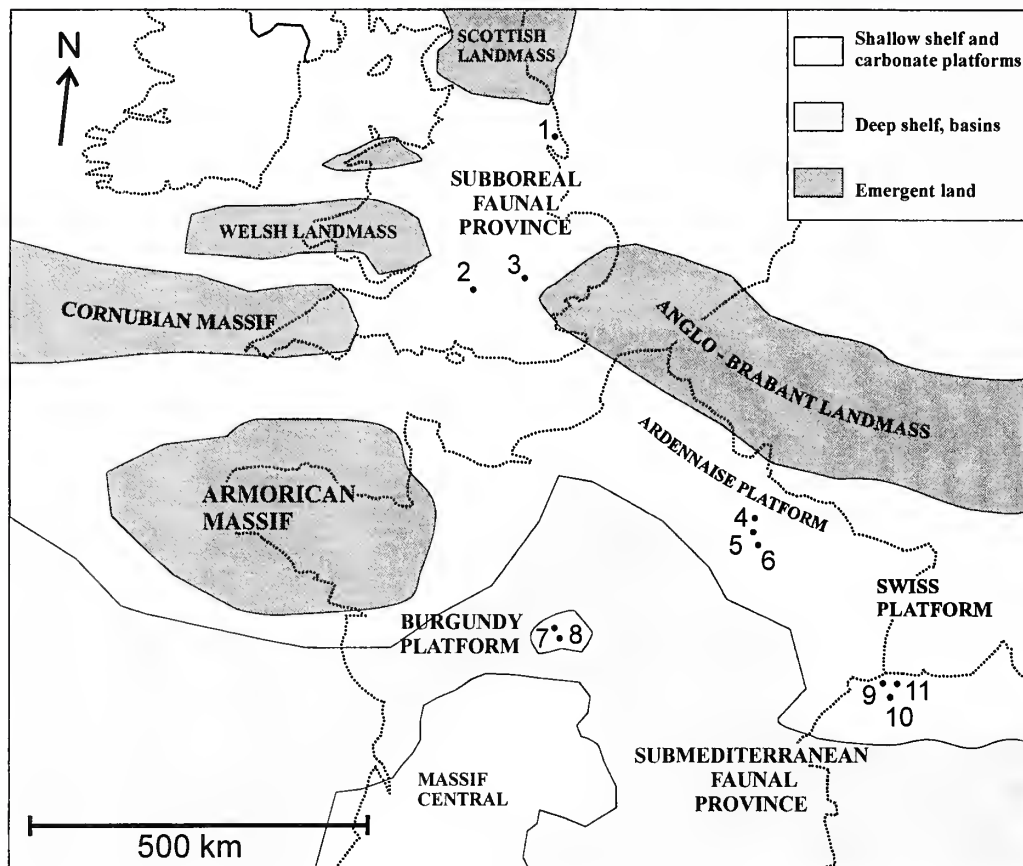 N
SCOTTISH
LANDMASS
Shallow shelf and
carbonate platforms
Deep shelf, basins
Emergent land
1
SUBBOREAL
FAUNAL
PROVINCE
WELSH LANDMASS
2
3
CORNUBIAN MASSIF
ANGLO - BRABANT LANDMASS
ARDENNAISE PLATFORM
ARMORICAN
MASSIF
4
5
6
SWISS
PLATFORM
BURGUNDY
PLATFORM
7
8
9
11
10
SUBMEDITERRANEAN
FAUNAL
PROVINCE
MASSIF
CENTRAL
500 km